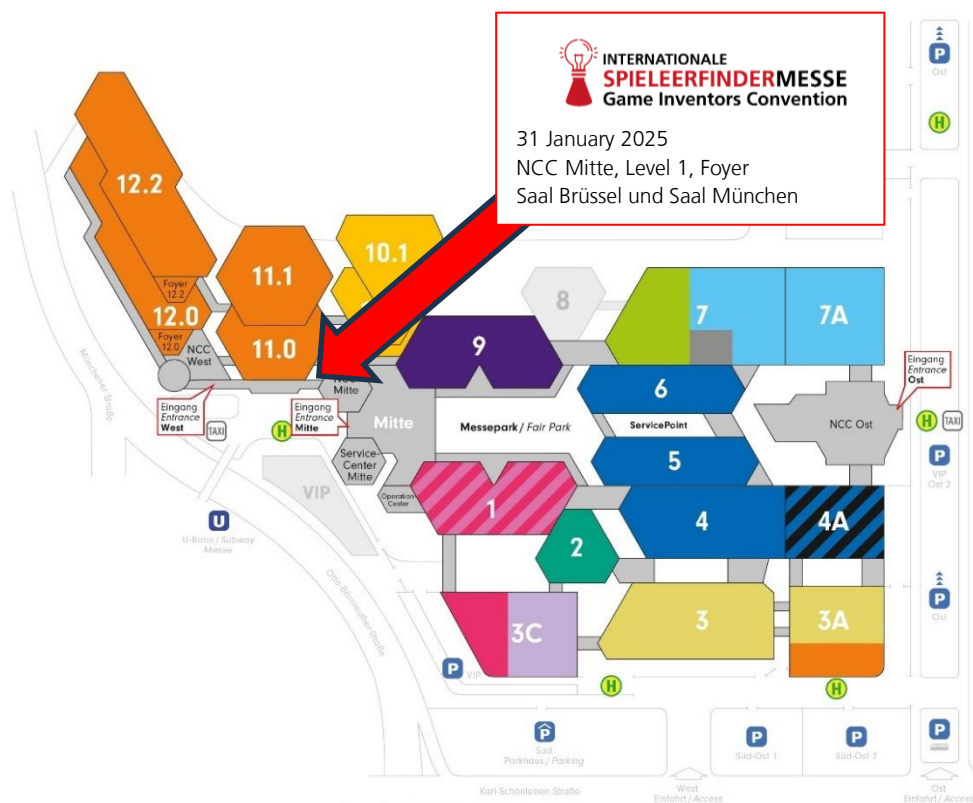 INTERNATIONALE
SPIELEERFINDERMESSE
Game Inventors Convention
31 January 2025
NCC Mitte, Level 1, Foyer
Saal Brüssel und Saal München
P
Ost
H
12.2
11.1
10.1
Foyer
12.2
12.0
Foyer
12.0
11.0
NCC
West
9
8
7
7A
6
5
Mitte
Mitte
Messepark / Fair Park
ServicePoint
NCC Ost
Eingang
Entrance
Ost
H
TAXI
P
VIP
Ost 2
Eingang
Entrance
West
TAXI
H
Eingang
Entrance
Mitte
Service-
Center
Mitte
Operation-
Center
VIP
U
U-Bahn / Subway
Messe
Münchener Straße
Otto-Bärnreuther-Straße
1
2
4
4A
3C
3
3A
P
Ost
P
VIP
H
H
P
Süd
Parkhaus / Parking
P
Süd-Ost 1
P
Süd-Ost 2
P
Karl-Schönleben-Straße
West
Einfahrt / Access
Ost
Einfahrt / Access